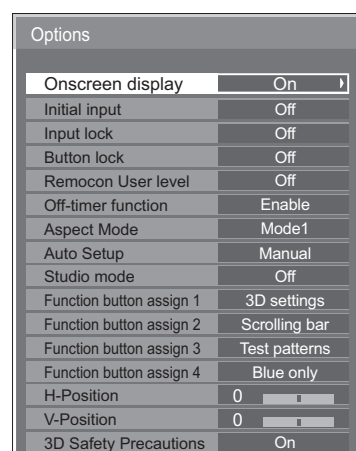 Options
Onscreen display On
Initial input Off
Input lock Off
Button lock Off
Remocon User level Off
Off-timer function Enable
Aspect Mode Mode1
Auto Setup Manual
Studio mode Off
Function button assign 1 3D settings
Function button assign 2 Scrolling bar
Function button assign 3 Test patterns
Function button assign 4 Blue only
H-Position 0
V-Position 0
3D Safety Precautions On